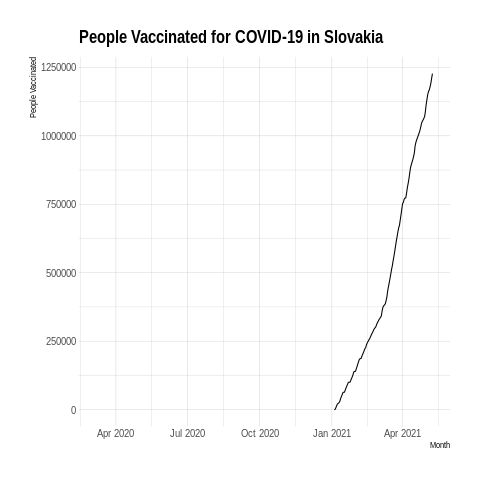 People Vaccinated for COVID-19 in Slovakia
People Vaccinated
1250000
1000000
750000
500000
250000
0
Apr 2020 Jul 2020 Oct 2020 Jan 2021 Apr 2021
Month